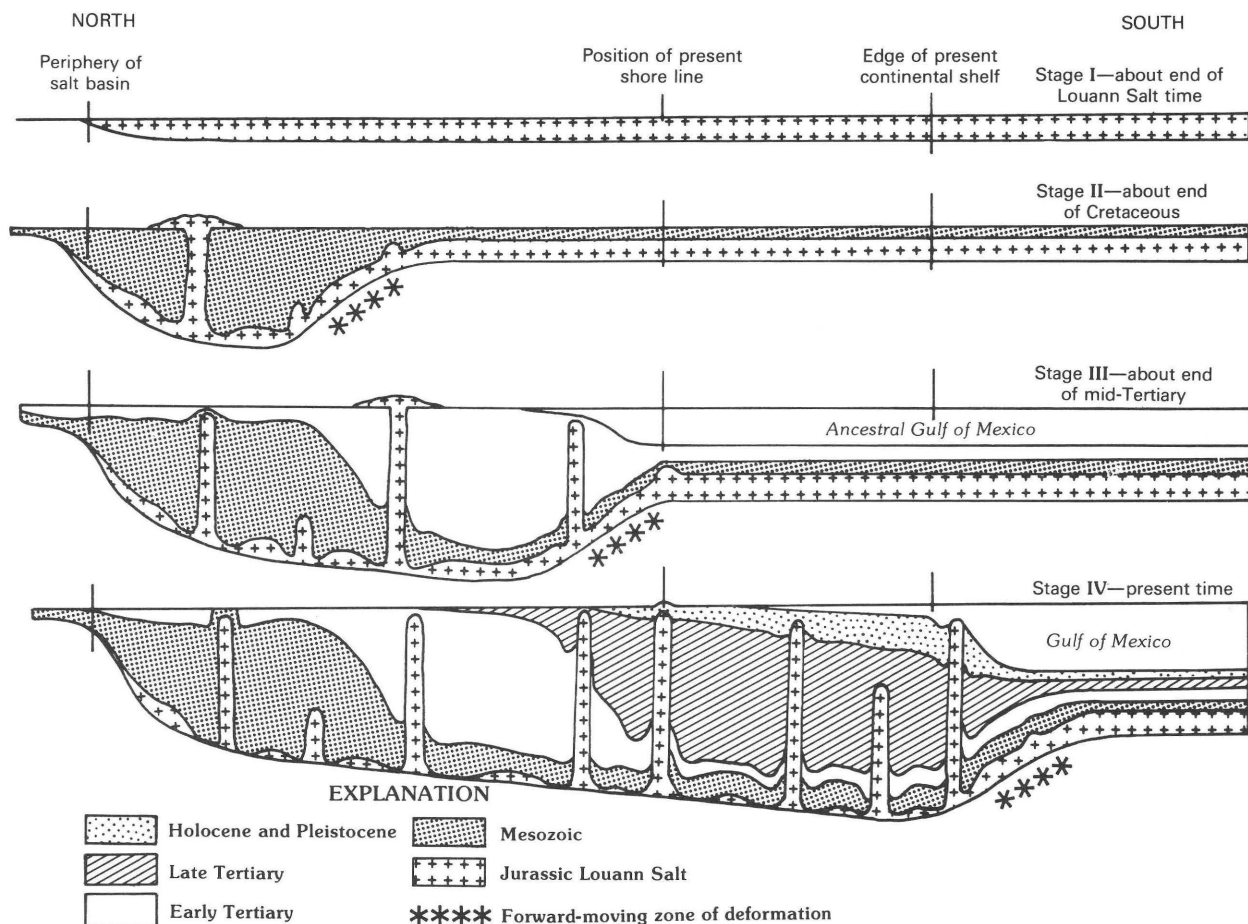 NORTH
SOUTH
Periphery of
salt basin
Position of present
shore line
Edge of present
continental shelf
Stage I—about end of
Louann Salt time
Stage II—about end
of Cretaceous
Stage III—about end
of mid-Tertiary
Ancestral Gulf of Mexico
Stage IV—present time
Gulf of Mexico
EXPLANATION
Holocene and Pleistocene
Late Tertiary
Early Tertiary
Mesozoic
Jurassic Louann Salt
Forward-moving zone of deformation